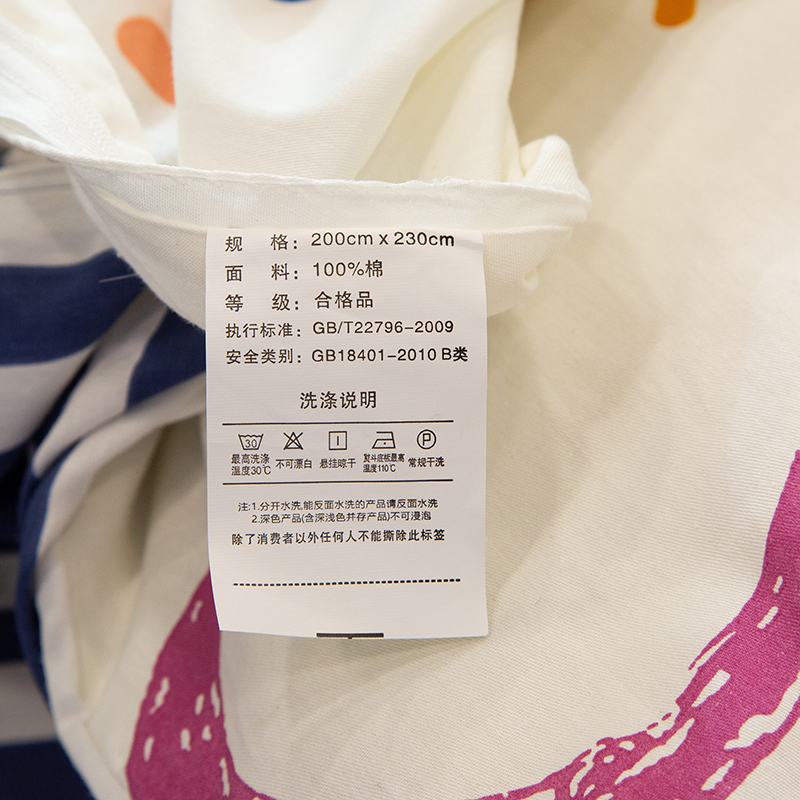 规 格：200cm x 230cm
面 料：100%棉
等 级：合格品
执行标准：GB/T22796-2009
安全类别：GB18401-2010 B类
洗涤说明
30 P
最高洗涤 不可漂白 悬挂晾干 熨斗底板最高 常规干洗
温度30℃ 温度110℃
注:1.分开水洗,能反面水洗的产品请反面水洗
2.深色产品(含深浅色并存产品)不可浸泡
除了消费者以外任何人不能撕除此标签